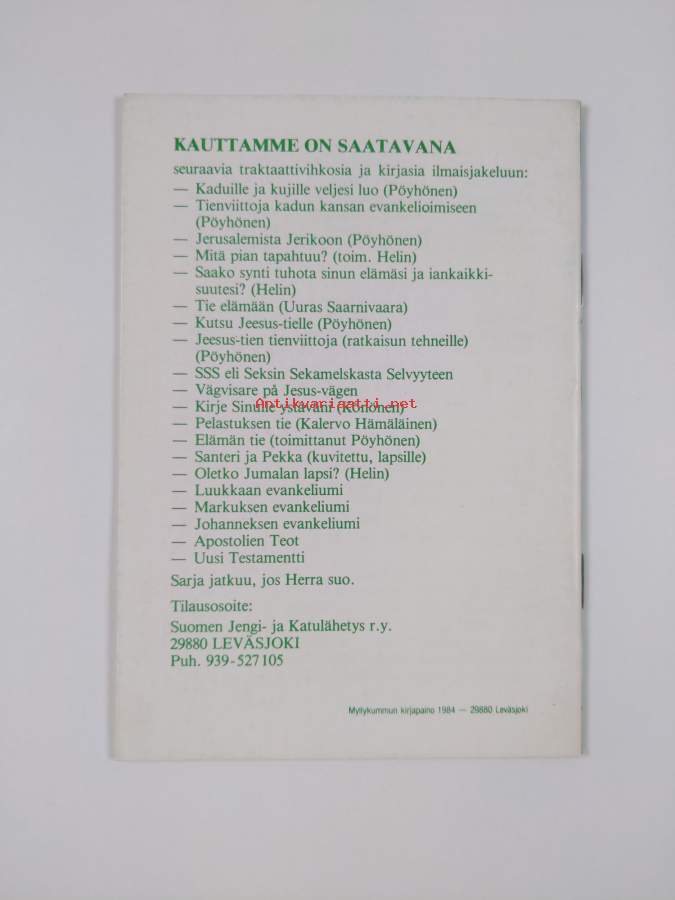 KAUTTAMME ON SAATAVANA
seuraavia traktaattivihkosia ja kirjasia ilmaisjakeluun:
— Kaduille ja kujille veljesi luo (Pöyhönen)
— Tienviittoja kadun kansan evankelioimiseen
(Pöyhönen)
— Jerusalemista Jerikoon (Pöyhönen)
— Mitä pian tapahtuu? (toim. Helin)
— Saako synti tuhota sinun elämäsi ja iankaikki-
suutesi? (Helin)
— Tie elämään (Uuras Saarnivaara)
— Kutsu Jeesus-tielle (Pöyhönen)
— Jeesus-tien tienviittoja (ratkaisun tehneille)
(Pöyhönen)
— SSS eli Seksin Sekamelskasta Selvyyteen
— Vägvisare på Jesus-vägen
— Kirje Sinulle ystäväni (Korhonen)
Antikvariaatti.net
— Pelastuksen tie (Kalervo Hämäläinen)
— Elämän tie (toimittanut Pöyhönen)
— Santeri ja Pekka (kuvitettu, lapsille)
— Oletko Jumalan lapsi? (Helin)
— Luukkaan evankeliumi
— Markuksen evankeliumi
— Johanneksen evankeliumi
— Apostolien Teot
— Uusi Testamentti
Sarja jatkuu, jos Herra suo.
Tilausosoite:
Suomen Jengi- ja Katulähetys r.y.
29880 LEVÄSJOKI
Puh. 939-527105
Myllykummun kirjapaino 1984 — 29880 Leväsjoki